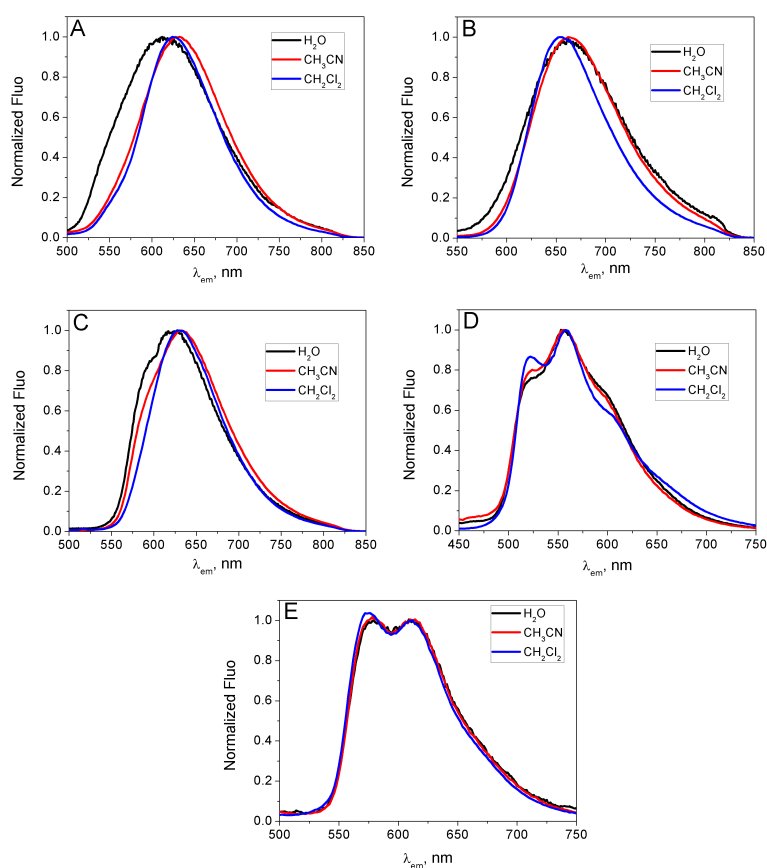 A
H₂O
CH₃CN
CH₂Cl₂
Normalized Fluo
1.0
0.8
0.6
0.4
0.2
0.0
500 550 600 650 700 750 800 850
λem, nm
B
H₂O
CH₃CN
CH₂Cl₂
Normalized Fluo
1.0
0.8
0.6
0.4
0.2
0.0
550 600 650 700 750 800 850
λem, nm
C
H₂O
CH₃CN
CH₂Cl₂
Normalized Fluo
1.0
0.8
0.6
0.4
0.2
0.0
500 550 600 650 700 750 800 850
λem, nm
D
H₂O
CH₃CN
CH₂Cl₂
Normalized Fluo
1.0
0.8
0.6
0.4
0.2
0.0
450 500 550 600 650 700 750
λem, nm
E
H₂O
CH₃CN
CH₂Cl₂
Normalized Fluo
1.0
0.8
0.6
0.4
0.2
0.0
500 550 600 650 700 750
λem, nm